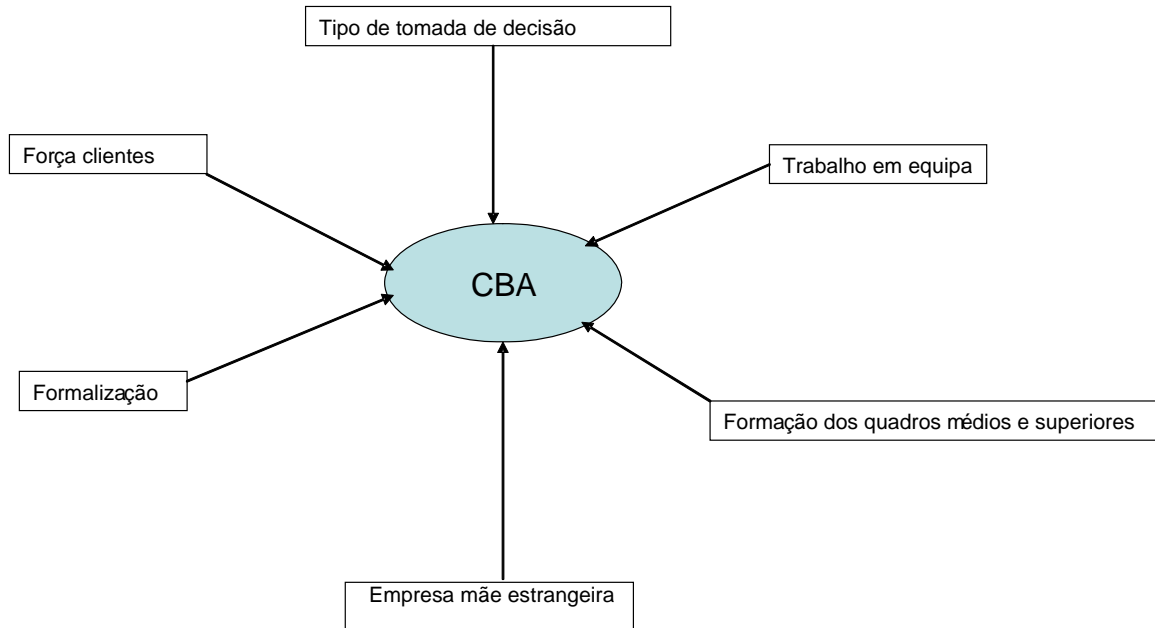 Tipo de tomada de decisão
Força clientes
Trabalho em equipa
CBA
Formalização
Formação dos quadros médios e superiores
Empresa mãe estrangeira